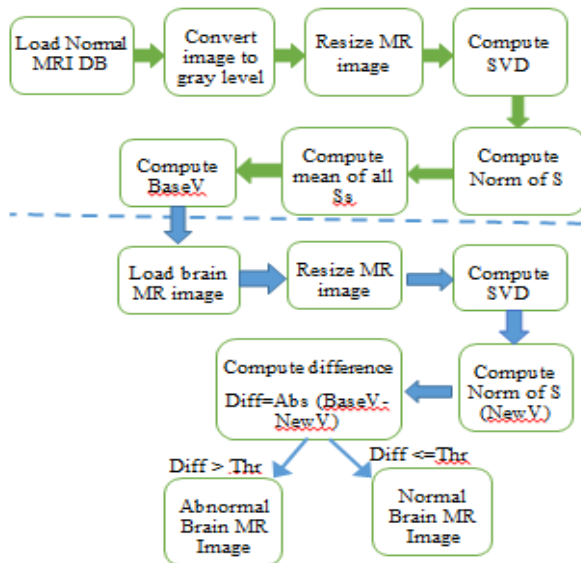 Load Normal
MRI DB
Convert
image to
gray level
Resize MR
image
Compute
SVD
Compute
Norm of S
Compute
mean of all
Ss
Compute
BaseV
Load brain
MR image
Resize MR
image
Compute
SVD
Compute
Norm of S
(NewV)
Compute difference
Diff=Abs (BaseV-
NewV)
Diff > Thr
Diff <=Thr
Abnormal
Brain MR
Image
Normal
Brain MR
Image